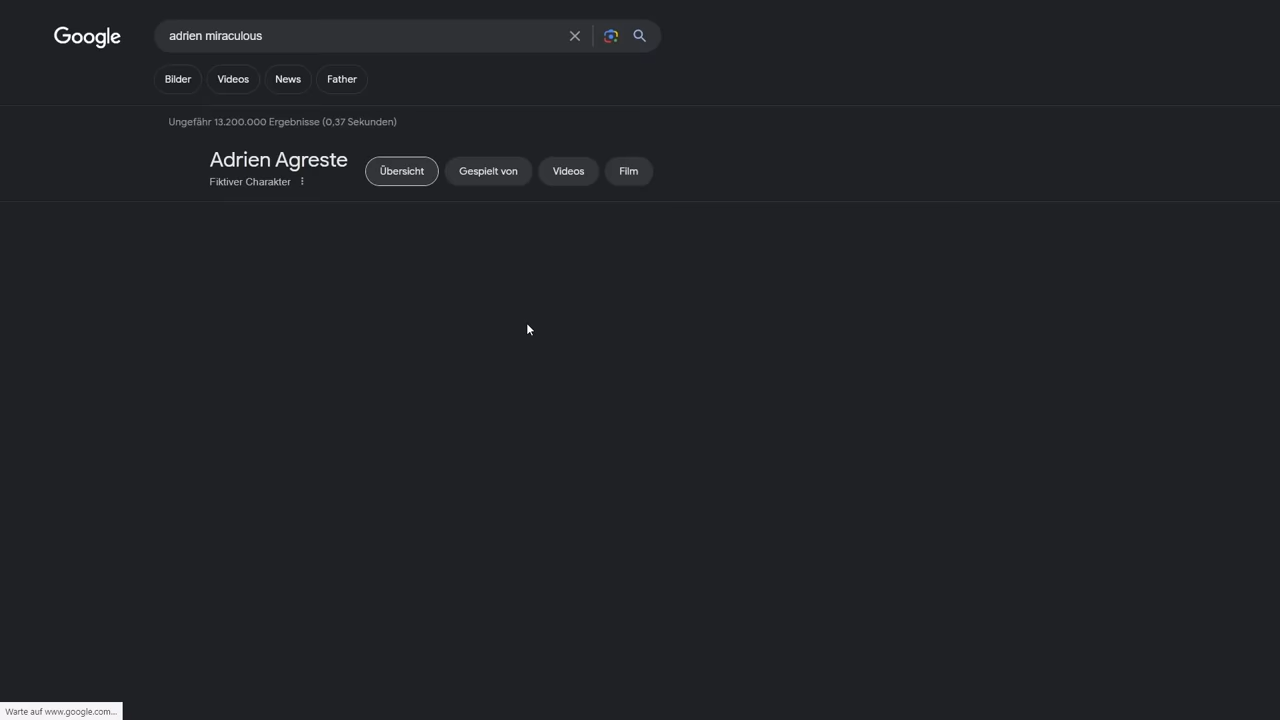 Google
adrien miraculous
Bilder Videos News Father
Ungefähr 13.200.000 Ergebnisse (0,37 Sekunden)
Adrien Agreste
Fiktiver Charakter
Übersicht Gespielt von Videos Film
Warte auf www.google.com...